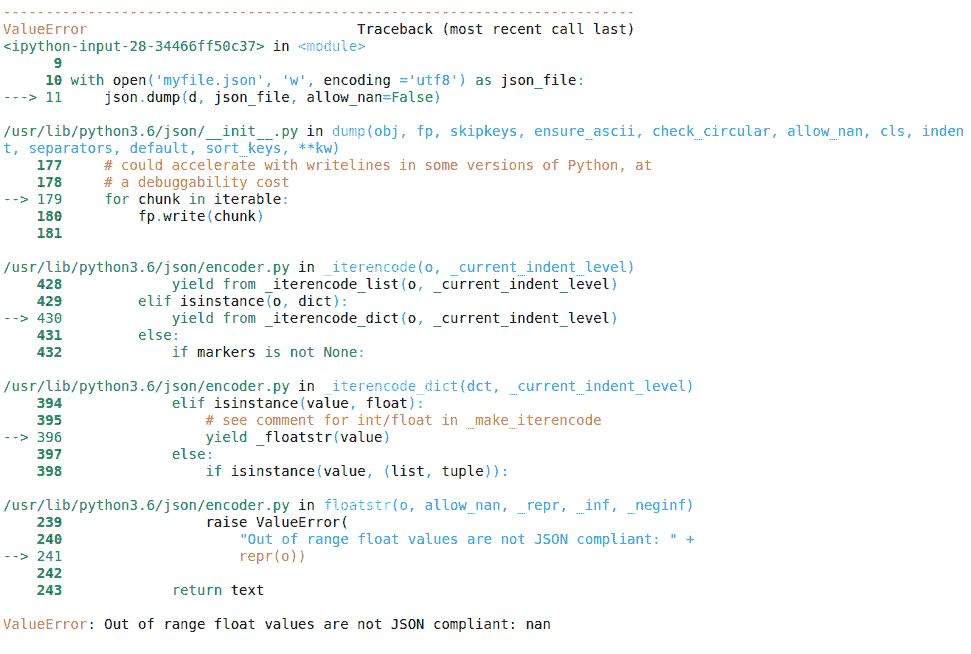 ---------------------------------------------------------------------------
ValueError                                Traceback (most recent call last)
<ipython-input-28-34466ff50c37> in <module>
      9
     10 with open('myfile.json', 'w', encoding ='utf8') as json_file:
---> 11     json.dump(d, json_file, allow_nan=False)

/usr/lib/python3.6/json/__init__.py in dump(obj, fp, skipkeys, ensure_ascii, check_circular, allow_nan, cls, inden
t, separators, default, sort_keys, **kw)
    177     # could accelerate with writelines in some versions of Python, at
    178     # a debuggability cost
--> 179     for chunk in iterable:
    180         fp.write(chunk)
    181

/usr/lib/python3.6/json/encoder.py in _iterencode(o, _current_indent_level)
    428             yield from _iterencode_list(o, _current_indent_level)
    429         elif isinstance(o, dict):
--> 430             yield from _iterencode_dict(o, _current_indent_level)
    431         else:
    432             if markers is not None:

/usr/lib/python3.6/json/encoder.py in _iterencode_dict(dct, _current_indent_level)
    394             elif isinstance(value, float):
    395                 # see comment for int/float in _make_iterencode
--> 396                 yield _floatstr(value)
    397             else:
    398                 if isinstance(value, (list, tuple)):

/usr/lib/python3.6/json/encoder.py in floatstr(o, allow_nan, _repr, _inf, _neginf)
    239                 raise ValueError(
    240                     "Out of range float values are not JSON compliant: " +
--> 241                     repr(o))
    242
    243             return text

ValueError: Out of range float values are not JSON compliant: nan